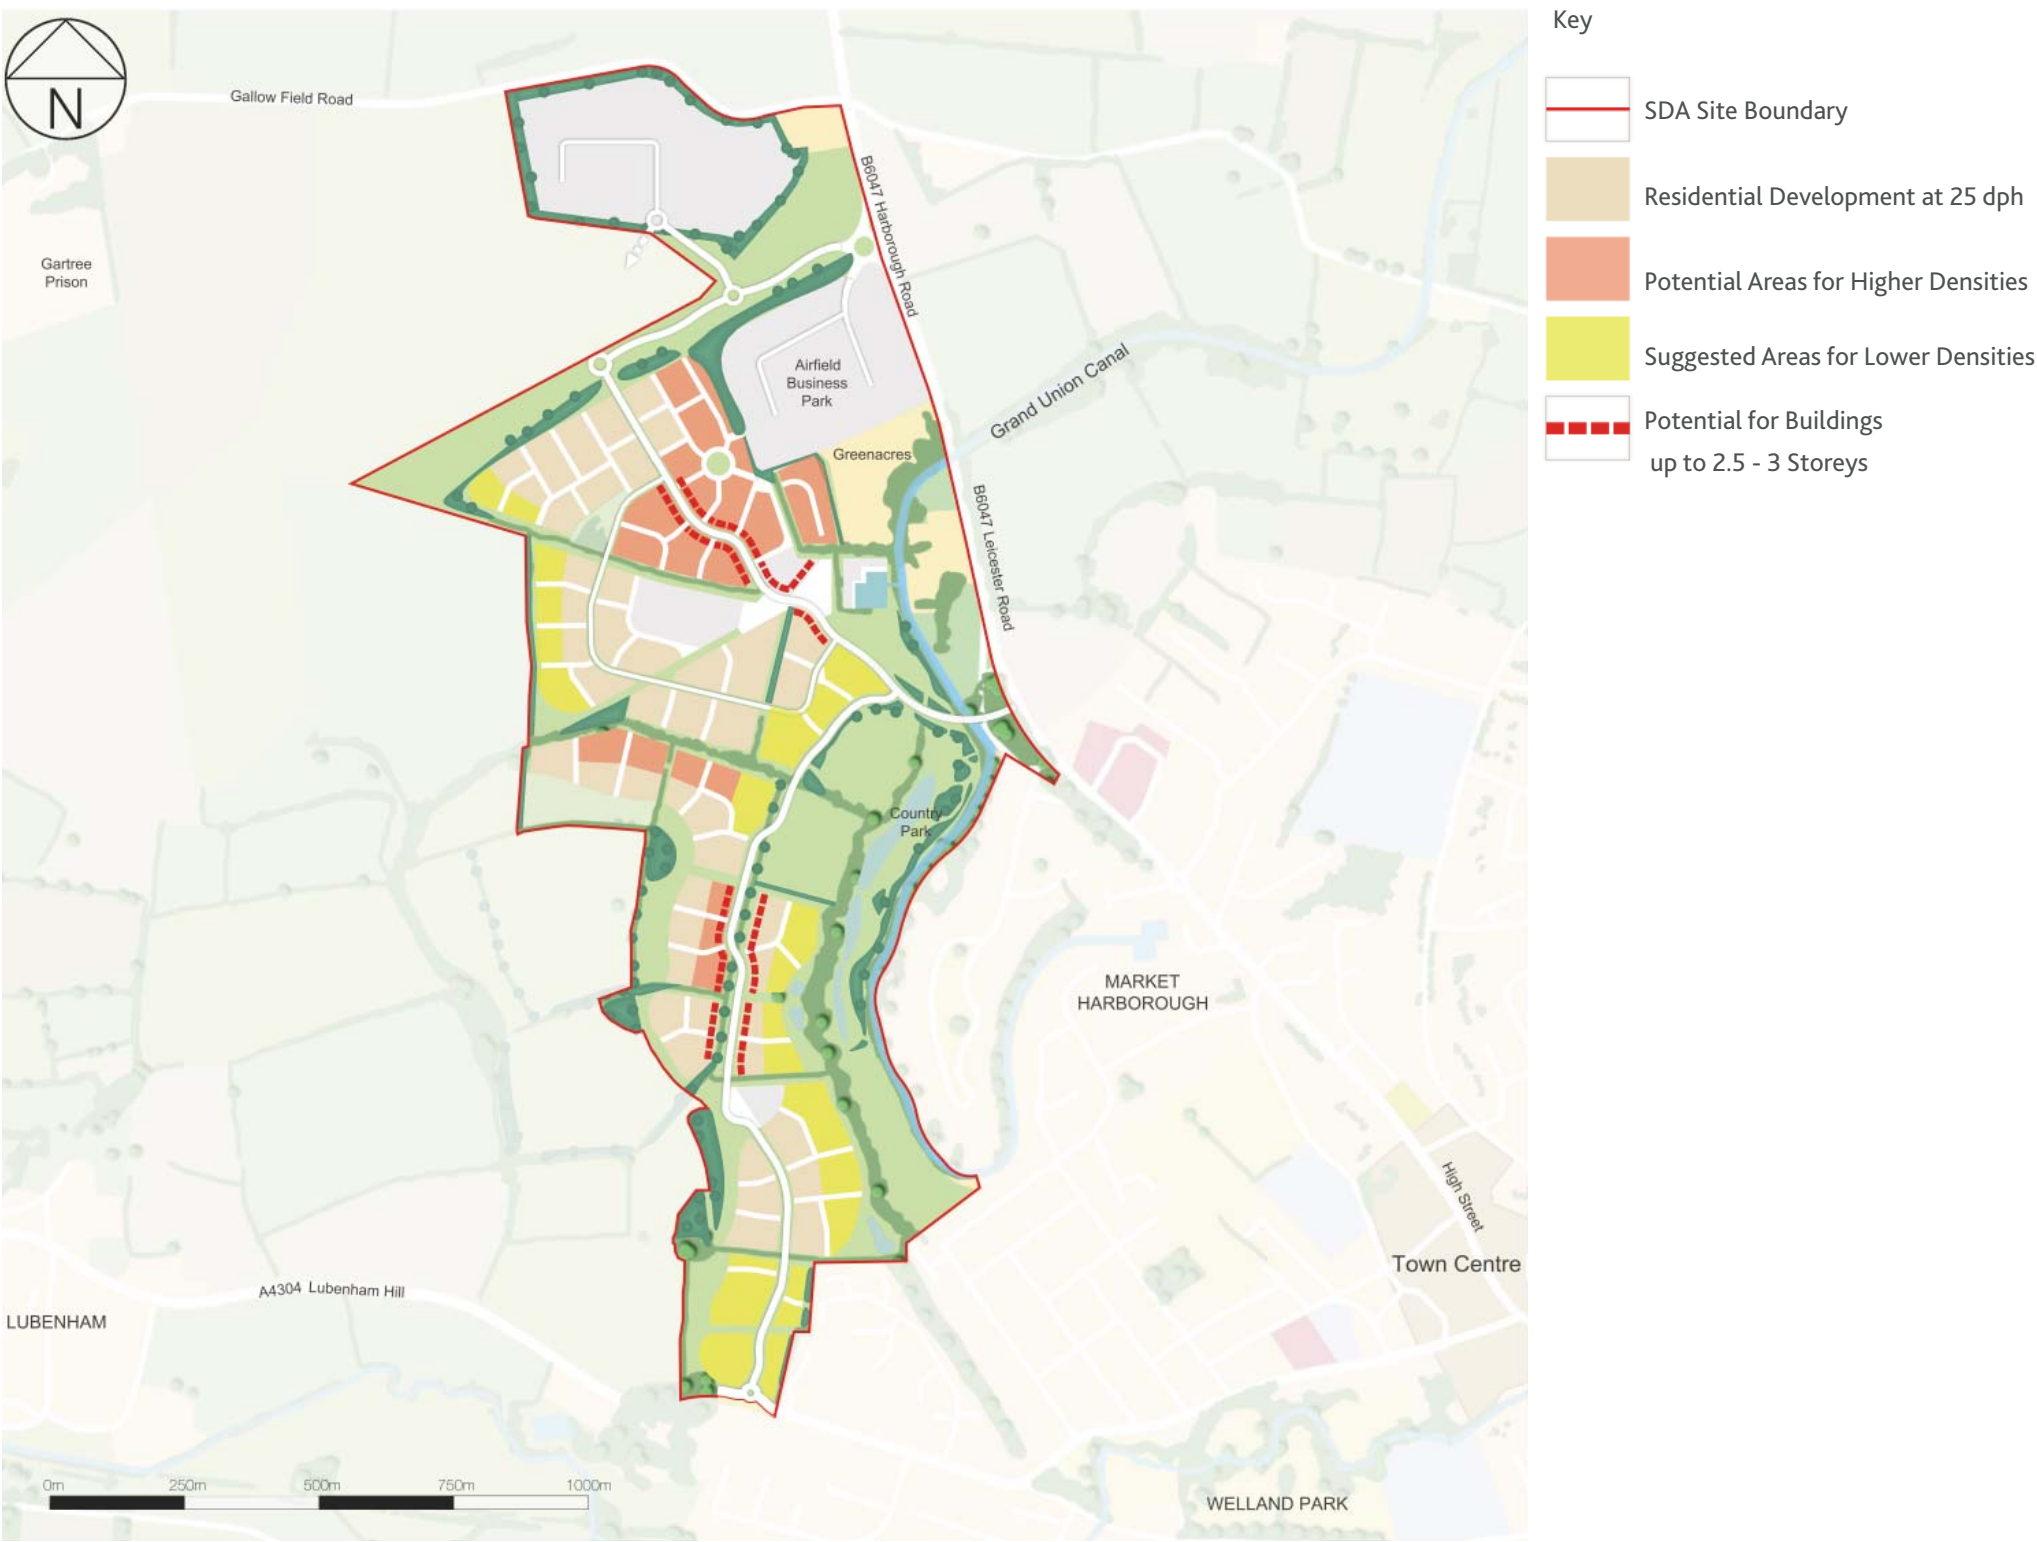 Key
SDA Site Boundary
Residential Development at 25 dph
Potential Areas for Higher Densities
Suggested Areas for Lower Densities
Potential for Buildings
up to 2.5 - 3 Storeys
N
Gallow Field Road
B6047 Harborough Road
Gartree
Prison
Airfield
Business
Park
Grand Union Canal
Greenacres
B6047 Leicester Road
Country
Park
MARKET
HARBOROUGH
High Street
Town Centre
A4304 Lubenham Hill
LUBENHAM
0m 250m 500m 750m 1000m
WELLAND PARK